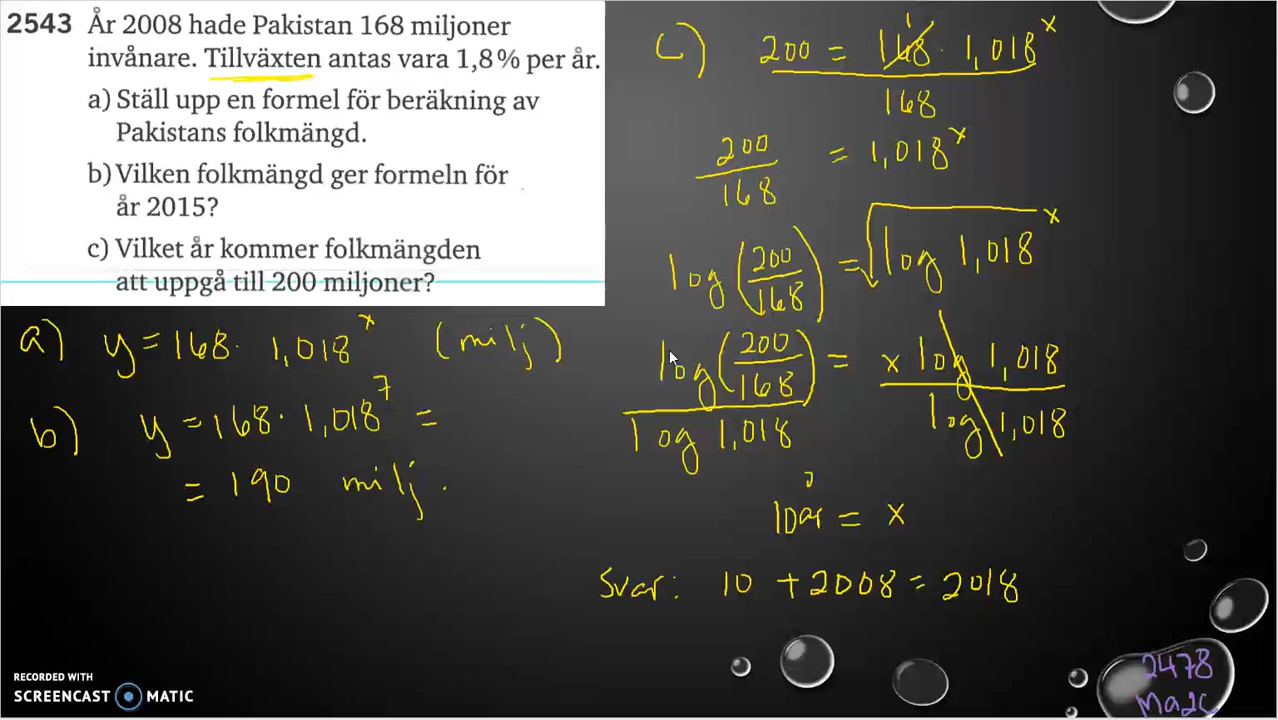 2543 År 2008 hade Pakistan 168 miljoner
invånare. Tillväxten antas vara 1,8 % per år.
a) Ställ upp en formel för beräkning av
Pakistans folkmängd.
b) Vilken folkmängd ger formeln för
år 2015?
c) Vilket år kommer folkmängden
att uppgå till 200 miljoner?
a) y = 168 · 1,018^x (milj)
b) y = 168 · 1,018^7 =
= 190 milj.
c) 200 = 168 · 1,018^x
1
168
200/168 = 1,018^x
log(200/168) = √log 1,018^x
log(200/168) = x log 1,018
log 1,018 log 1,018
10år = x
Svar: 10 + 2008 = 2018
RECORDED WITH
SCREENCAST MATIC
2478
Ma2c